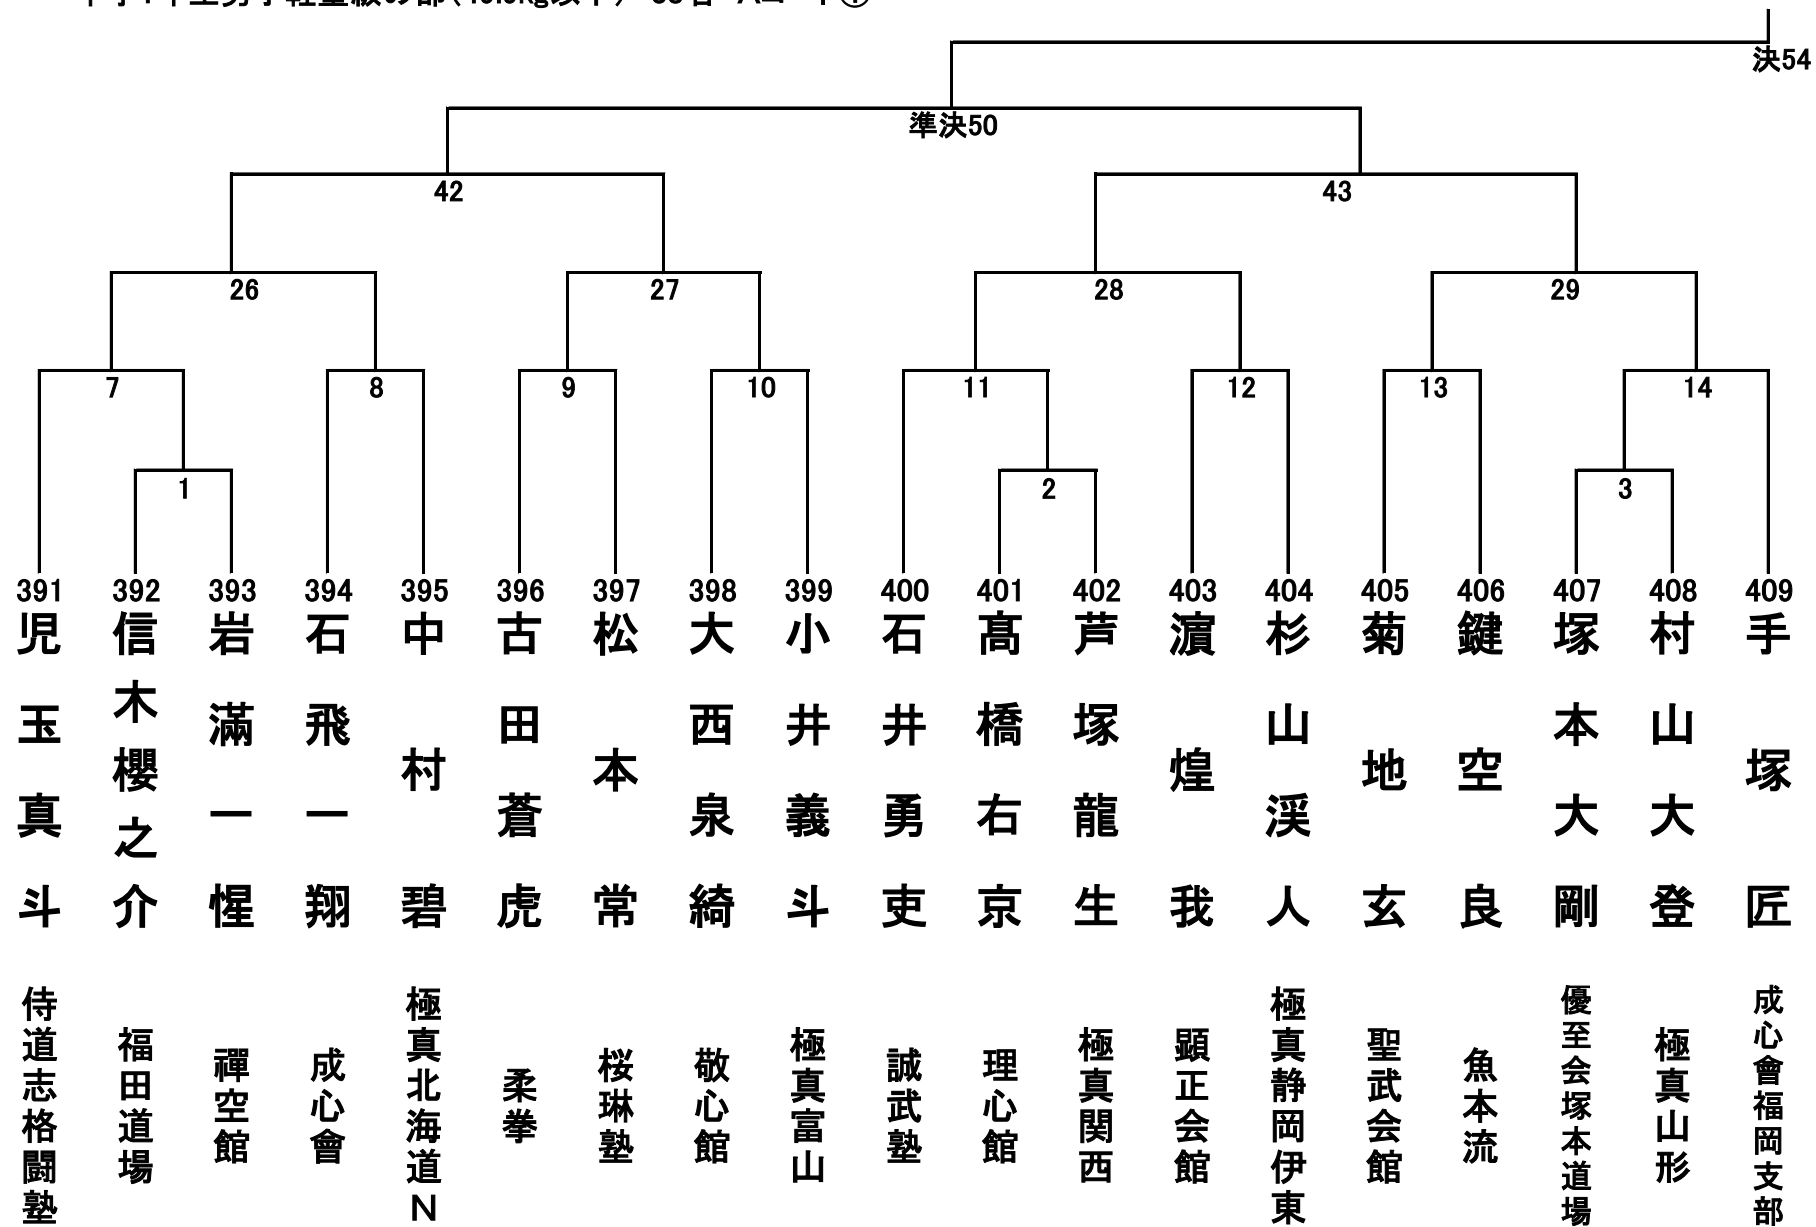 決54
準決50
42
43
26
27
28
29
7
8
9
10
11
12
13
14
1
2
3
391
児玉真斗
侍道志格闘塾
392
信木櫻之介
福田道場
393
岩満一惺
禪空館
394
石飛一翔
成心會
395
中村碧
極真北海道N
396
古田蒼虎
柔拳
397
松本常
桜琳塾
398
大西泉綺
敬心館
399
小井義斗
極真富山
400
石井勇吏
誠武塾
401
髙橋右京
理心館
402
芦塚龍生
極真関西
403
濵煌我
顕正会館
404
杉山渓人
極真静岡伊東
405
菊地玄
聖武会館
406
鍵空良
魚本流
407
塚本大剛
優至会塚本道場
408
村山大登
極真山形
409
手塚匠
成心會福岡支部